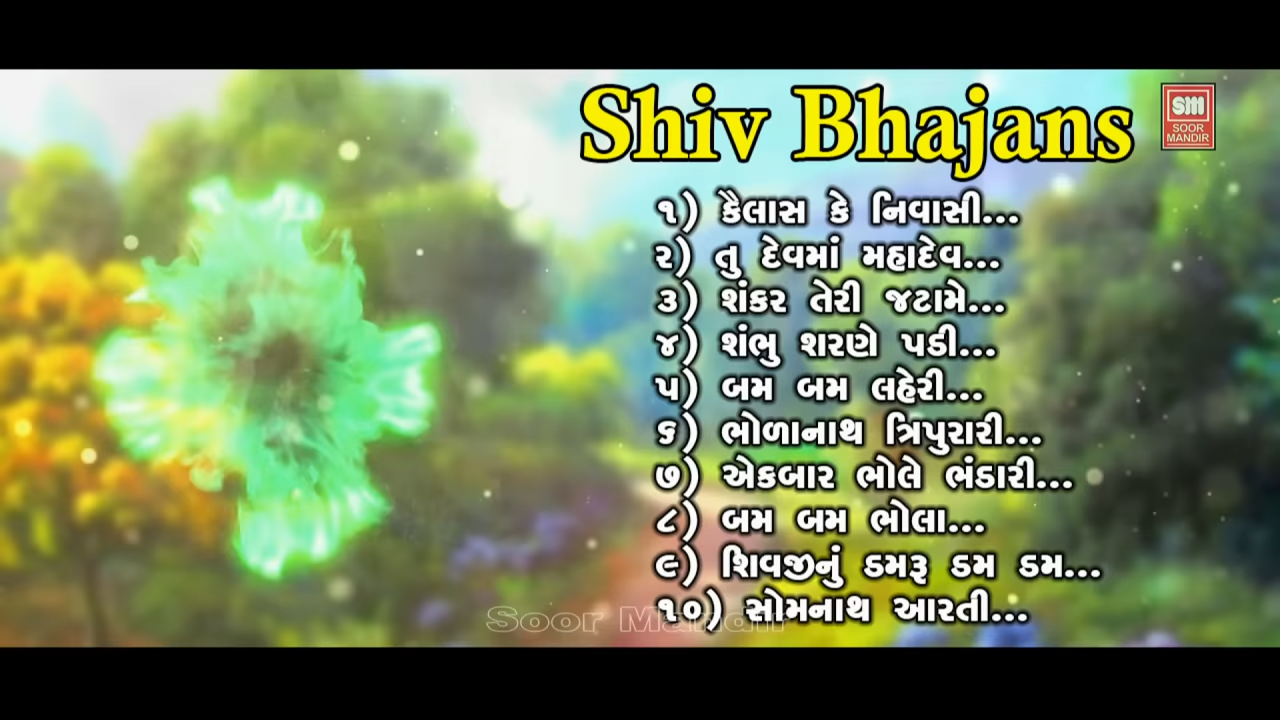 Shiv Bhajans
sm
SOOR
MANDIR
૧) કૈલાસ કે નિવાસી...
૨) તુ દેવમાં મહાદેવ...
૩) શંકર તેરી જટામે...
૪) શંભુ શરણે પડી...
૫) બમ બમ લહેરી...
૬) ભોળાનાથ ત્રિપુરારી...
૭) એકબાર ભોલે ભંડારી...
૮) બમ બમ ભોલા...
૯) શિવજીનું ડમરૂ ડમ ડમ...
૧૦) સોમનાથ આરતી...
Soor Mandir